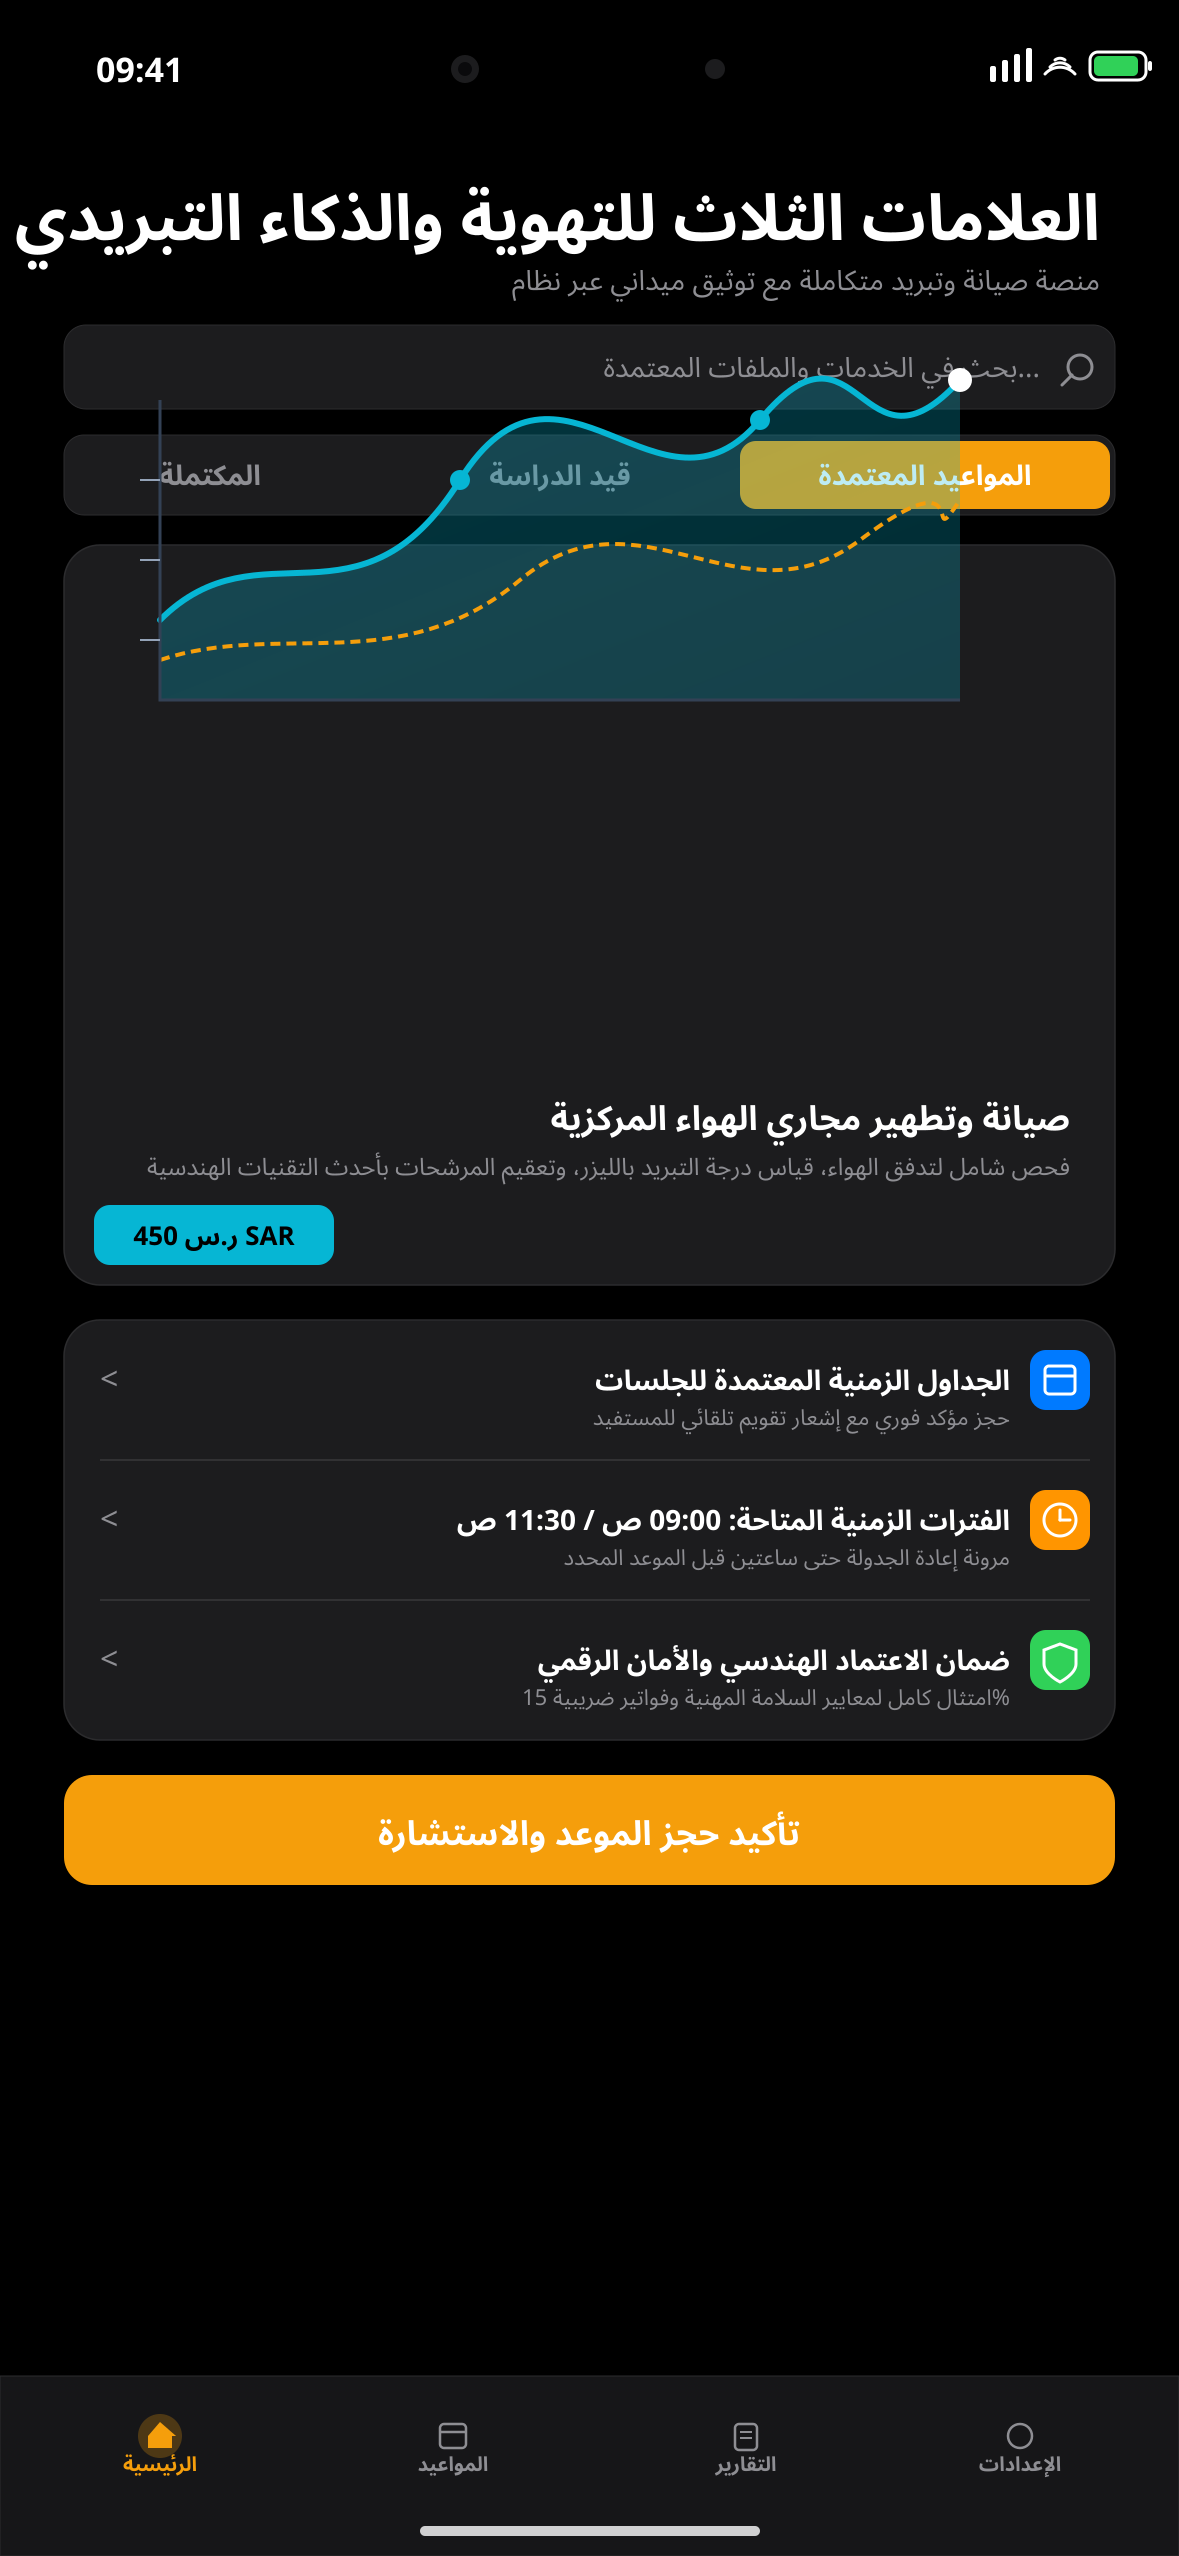 09:41
العلامات الثلاث للتهوية والذكاء التبريدي
منصة صيانة وتبريد متكاملة مع توثيق ميداني عبر نظام
بحث في الخدمات والملفات المعتمدة...
المواعيد المعتمدة
قيد الدراسة
المكتملة
صيانة وتطهير مجاري الهواء المركزية
فحص شامل لتدفق الهواء، قياس درجة التبريد بالليزر، وتعقيم المرشحات بأحدث التقنيات الهندسية
450 ر.س SAR
الجداول الزمنية المعتمدة للجلسات
حجز مؤكد فوري مع إشعار تقويم تلقائي للمستفيد
الفترات الزمنية المتاحة: 09:00 ص / 11:30 ص
مرونة إعادة الجدولة حتى ساعتين قبل الموعد المحدد
ضمان الاعتماد الهندسي والأمان الرقمي
امتثال كامل لمعايير السلامة المهنية وفواتير ضريبية 15%
تأكيد حجز الموعد والاستشارة
الإعدادات
التقارير
المواعيد
الرئيسية